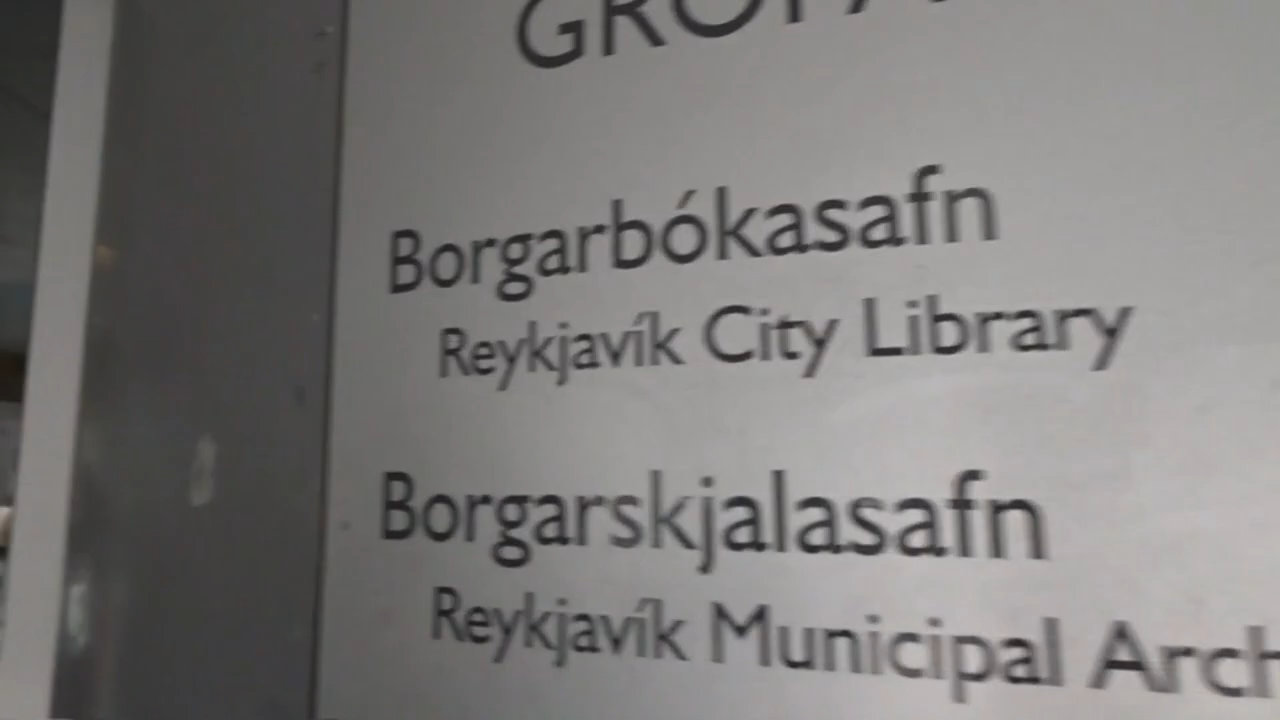 Borgarbókasafn
Reykjavík City Library
Borgarskjalasafn
Reykjavík Municipal